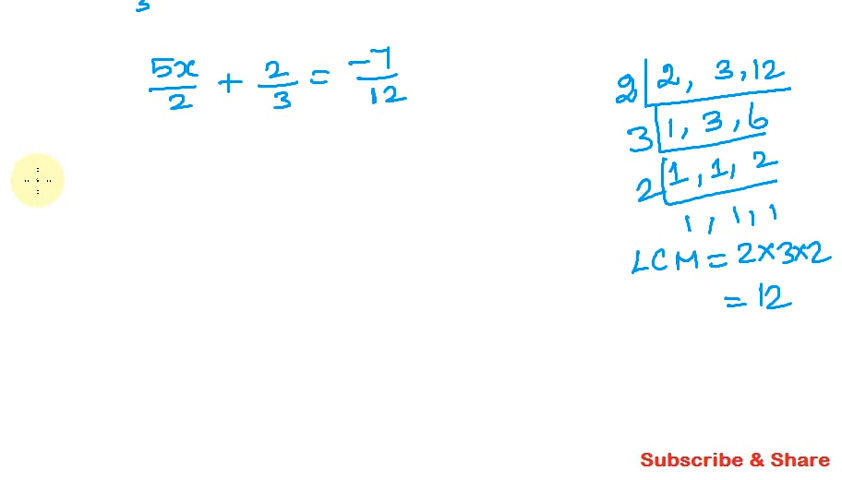 3
5x/2 + 2/3 = -7/12
2 | 2, 3, 12
3 | 1, 3, 6
2 | 1, 1, 2
1, 1, 1
LCM = 2×3×2
= 12
Subscribe & Share